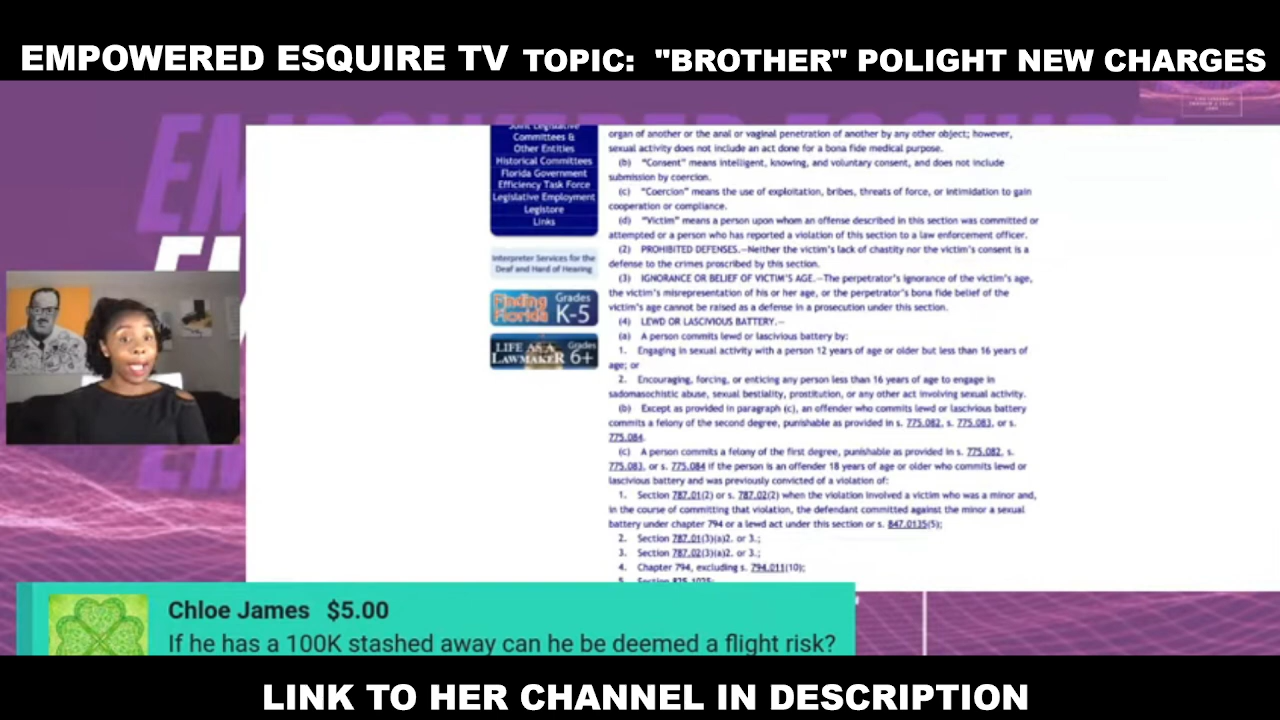 EMPOWERED ESQUIRE TV TOPIC: "BROTHER" POLIGHT NEW CHARGES
Joint Legislative
Committees &
Other Entities
Historical Committees
Florida Government
Efficiency Task Force
Legislative Employment
Legistore
Links
Interpreter Services for the
Deaf and Hard of Hearing
Finding
Florida
Grades
K-5
LIFE AS A
LAWMAKER
Grades
6+
organ of another or the anal or vaginal penetration of another by any other object; however,
sexual activity does not include an act done for a bona fide medical purpose.
(b) “Consent” means intelligent, knowing, and voluntary consent, and does not include
submission by coercion.
(c) “Coercion” means the use of exploitation, bribes, threats of force, or intimidation to gain
cooperation or compliance.
(d) “Victim” means a person upon whom an offense described in this section was committed or
attempted or a person who has reported a violation of this section to a law enforcement officer.
(2) PROHIBITED DEFENSES.—Neither the victim’s lack of chastity nor the victim’s consent is a
defense to the crimes proscribed by this section.
(3) IGNORANCE OR BELIEF OF VICTIM’S AGE.—The perpetrator’s ignorance of the victim’s age,
the victim’s misrepresentation of his or her age, or the perpetrator’s bona fide belief of the
victim’s age cannot be raised as a defense in a prosecution under this section.
(4) LEWD OR LASCIVIOUS BATTERY.—
(a) A person commits lewd or lascivious battery by:
1. Engaging in sexual activity with a person 12 years of age or older but less than 16 years of
age; or
2. Encouraging, forcing, or enticing any person less than 16 years of age to engage in
sadomasochistic abuse, sexual bestiality, prostitution, or any other act involving sexual activity.
(b) Except as provided in paragraph (c), an offender who commits lewd or lascivious battery
commits a felony of the second degree, punishable as provided in s. 775.082, s. 775.083, or s.
775.084.
(c) A person commits a felony of the first degree, punishable as provided in s. 775.082, s.
775.083, or s. 775.084 if the person is an offender 18 years of age or older who commits lewd or
lascivious battery and was previously convicted of a violation of:
1. Section 787.01(2) or s. 787.02(2) when the violation involved a victim who was a minor and,
in the course of committing that violation, the defendant committed against the minor a sexual
battery under chapter 794 or a lewd act under this section or s. 847.0135(5);
2. Section 787.01(3)(a)2. or 3.;
3. Section 787.02(3)(a)2. or 3.;
4. Chapter 794, excluding s. 794.011(10);
5. Section 825.1025;
Chloe James $5.00
If he has a 100K stashed away can he be deemed a flight risk?
LINK TO HER CHANNEL IN DESCRIPTION